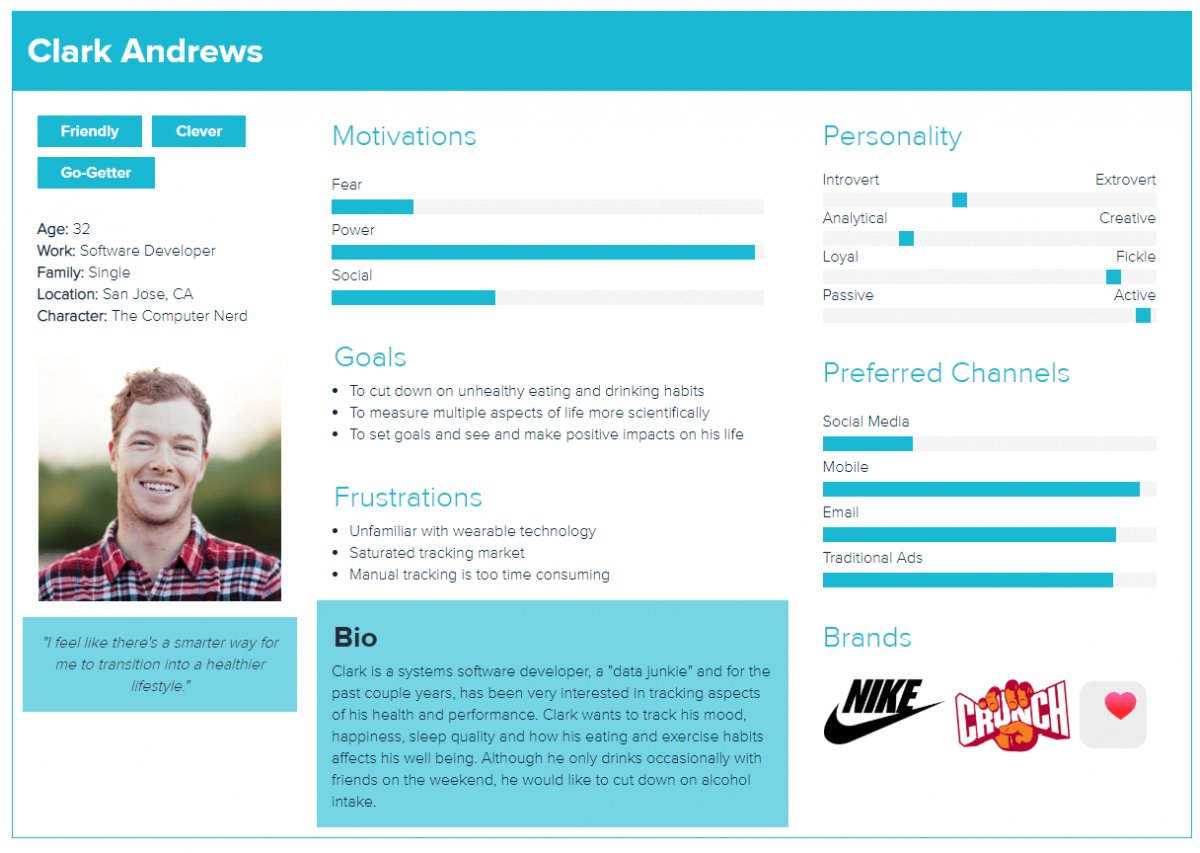 Clark Andrews
Friendly
Clever
Go-Getter
Age: 32
Work: Software Developer
Family: Single
Location: San Jose, CA
Character: The Computer Nerd
"I feel like there's a smarter way for
me to transition into a healthier
lifestyle."
Motivations
Fear
Power
Social
Goals
• To cut down on unhealthy eating and drinking habits
• To measure multiple aspects of life more scientifically
• To set goals and see and make positive impacts on his life
Frustrations
• Unfamiliar with wearable technology
• Saturated tracking market
• Manual tracking is too time consuming
Bio
Clark is a systems software developer, a "data junkie" and for the
past couple years, has been very interested in tracking aspects
of his health and performance. Clark wants to track his mood,
happiness, sleep quality and how his eating and exercise habits
affects his well being. Although he only drinks occasionally with
friends on the weekend, he would like to cut down on alcohol
intake.
Personality
Introvert Extrovert
Analytical Creative
Loyal Fickle
Passive Active
Preferred Channels
Social Media
Mobile
Email
Traditional Ads
Brands
NIKE
CRUNCH